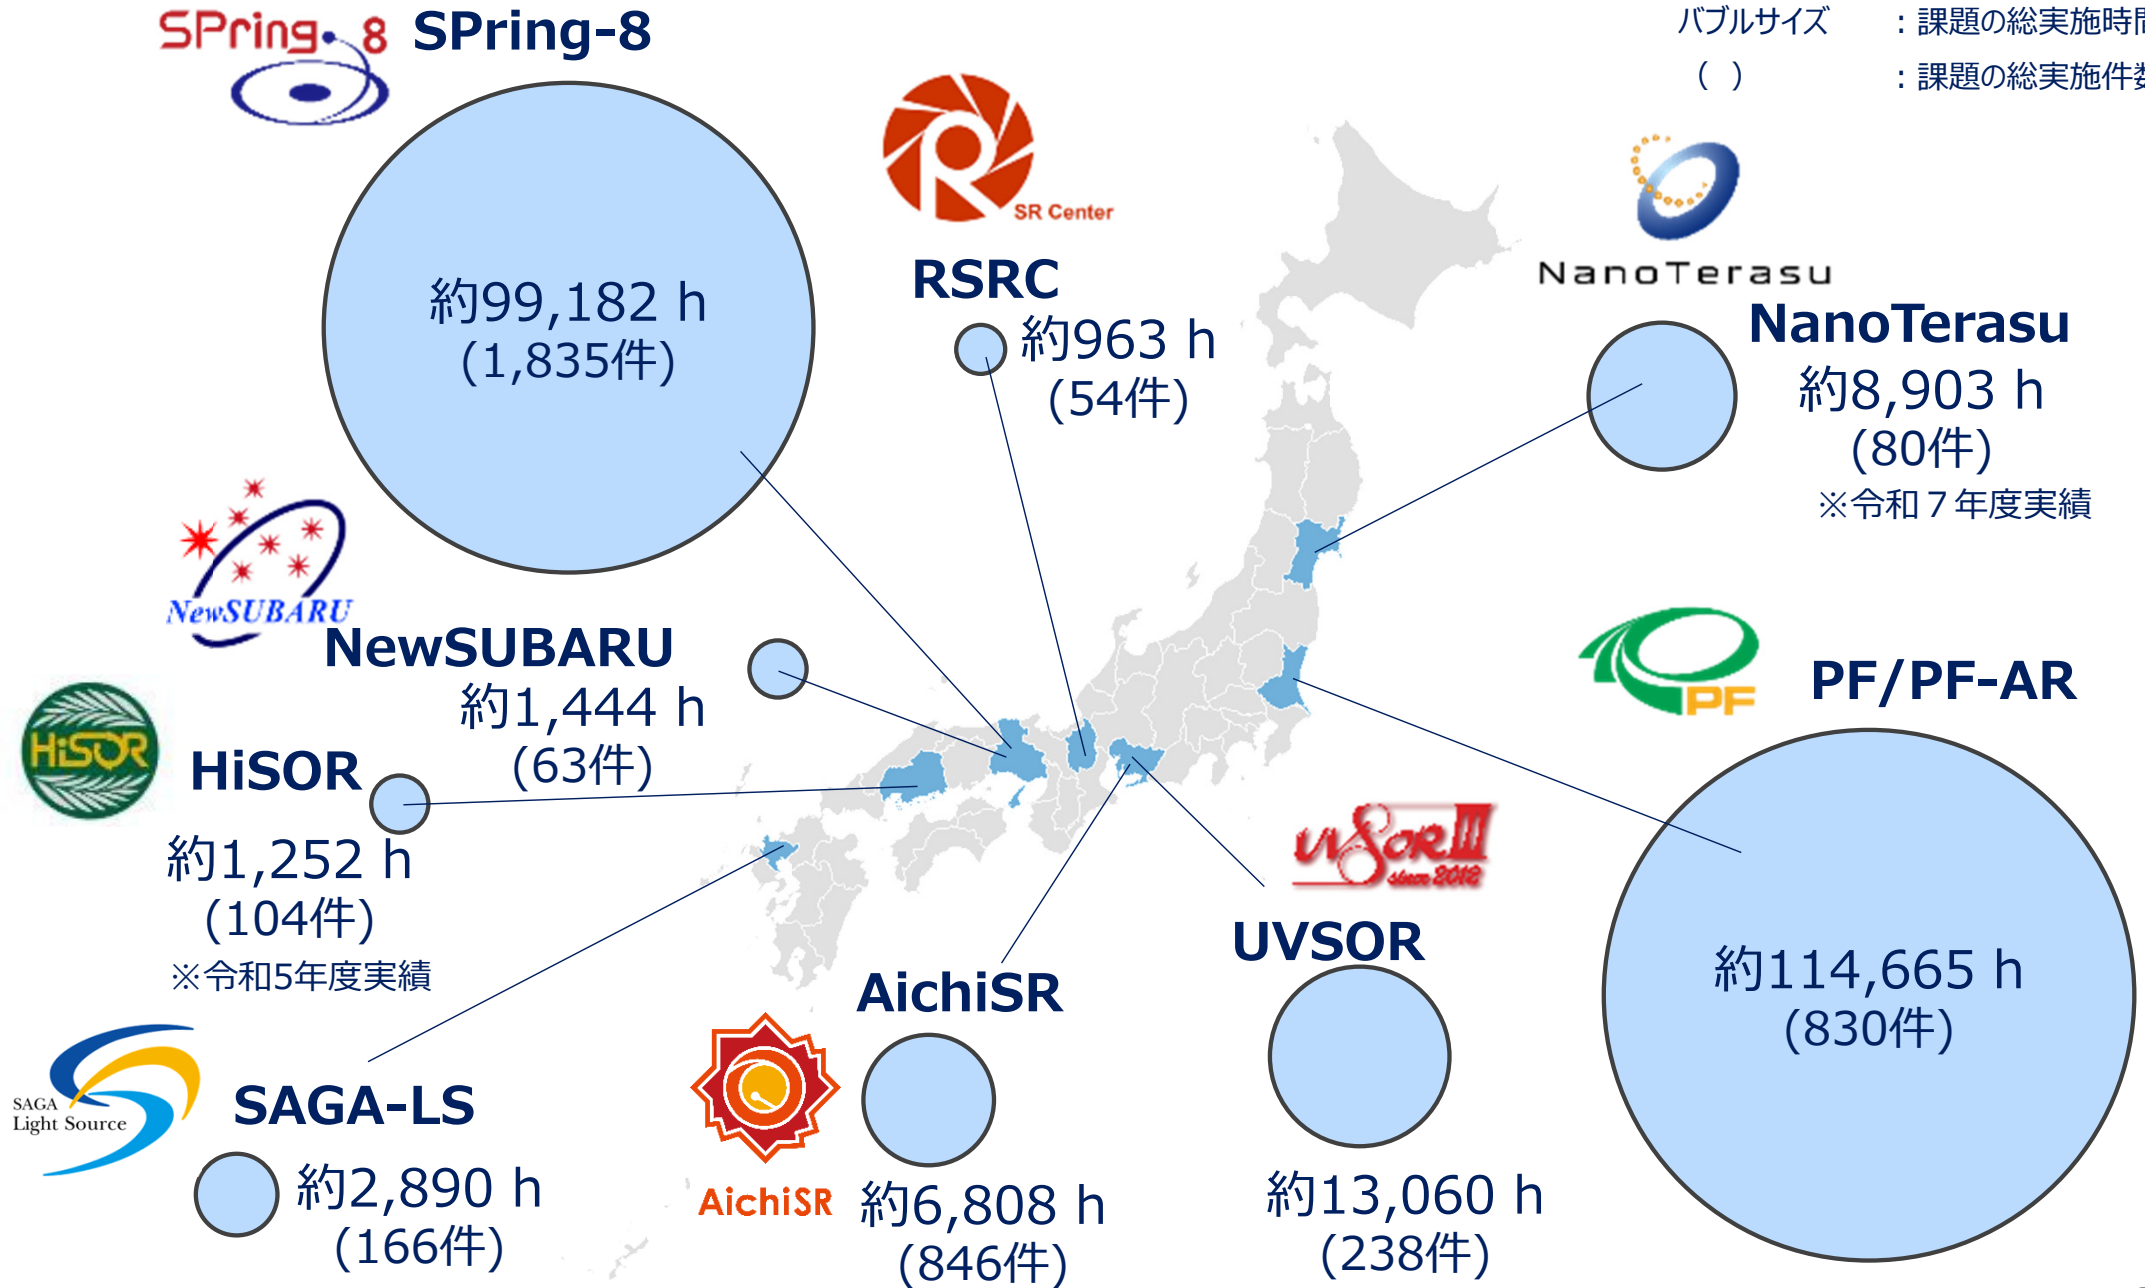 SPring-8
SPring-8
バブルサイズ ：課題の総実施時間
（ ） ：課題の総実施件数
約99,182 h
(1,835件)
SR Center
RSRC
約963 h
(54件)
NanoTerasu
NanoTerasu
約8,903 h
(80件)
※令和７年度実績
NewSUBARU
NewSUBARU
約1,444 h
(63件)
HiSOR
HiSOR
約1,252 h
(104件)
※令和5年度実績
PF
PF/PF-AR
約114,665 h
(830件)
UVSOR III
since 2012
UVSOR
約13,060 h
(238件)
AichiSR
AichiSR
約6,808 h
(846件)
SAGA
Light Source
SAGA-LS
約2,890 h
(166件)